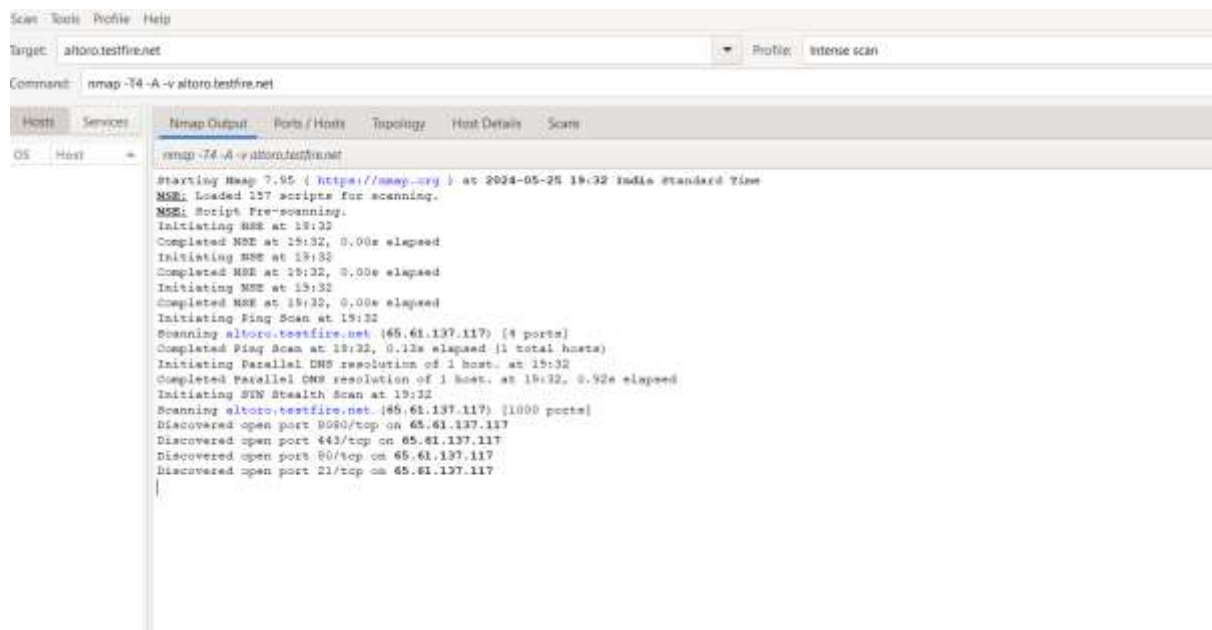 Scan Tools Profile Help
Target: altoro.testfire.net Profile: Intense scan
Command: nmap -T4 -A -v altoro.testfire.net
Hosts Services Nmap Output Ports / Hosts Topology Host Details Scans
OS Host nmap -T4 -A -v altoro.testfire.net
Starting Nmap 7.95 ( https://nmap.org ) at 2024-05-25 19:32 India Standard Time
NSE: Loaded 157 scripts for scanning.
NSE: Script Pre-scanning.
Initiating NSE at 19:32
Completed NSE at 19:32, 0.00s elapsed
Initiating NSE at 19:32
Completed NSE at 19:32, 0.00s elapsed
Initiating NSE at 19:32
Completed NSE at 19:32, 0.00s elapsed
Initiating Ping Scan at 19:32
Scanning altoro.testfire.net (65.61.137.117) [4 ports]
Completed Ping Scan at 19:32, 0.13s elapsed (1 total hosts)
Initiating Parallel DNS resolution of 1 host. at 19:32
Completed Parallel DNS resolution of 1 host. at 19:32, 0.92s elapsed
Initiating SYN Stealth Scan at 19:32
Scanning altoro.testfire.net (65.61.137.117) [1000 ports]
Discovered open port 8080/tcp on 65.61.137.117
Discovered open port 443/tcp on 65.61.137.117
Discovered open port 80/tcp on 65.61.137.117
Discovered open port 21/tcp on 65.61.137.117